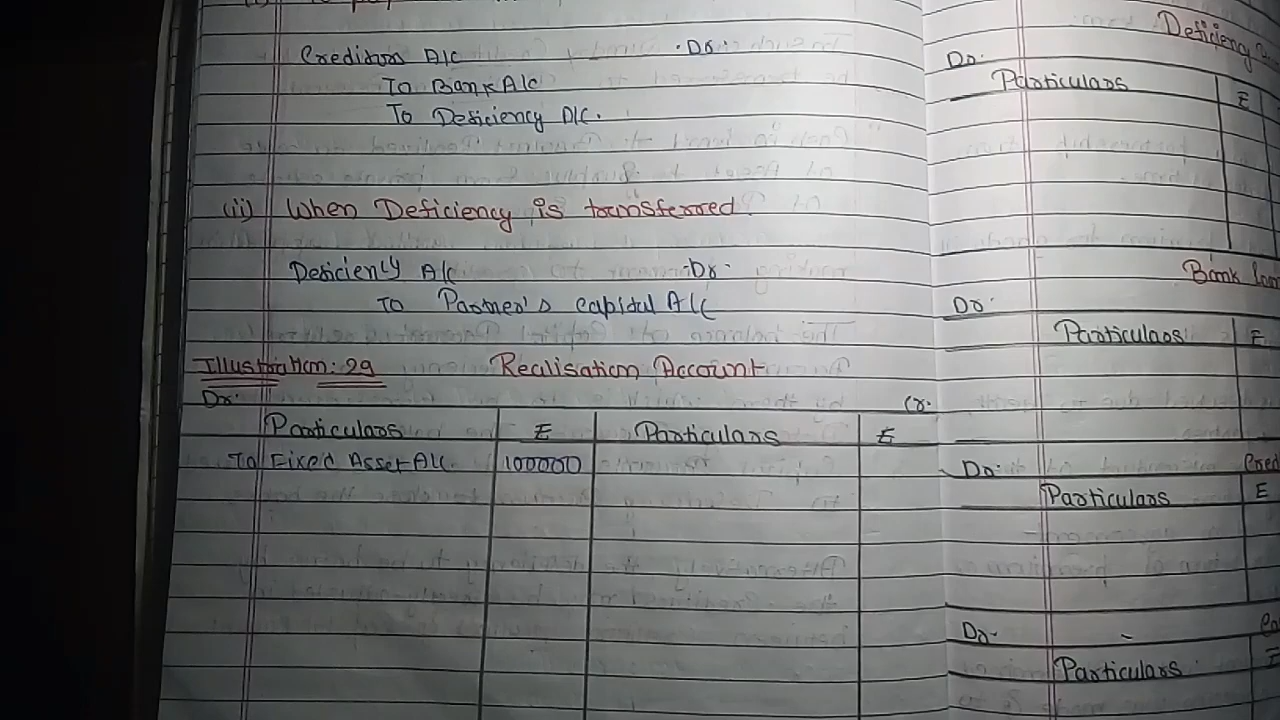 Creditors A/c Dr.
To Bank A/c
To Deficiency A/c.
(ii) When Deficiency is transferred.
Deficiency A/c Dr.
To Partner's capital A/c
Illustration: 29 Realisation Account
Dr. Cr.
Particulars ₹ Particulars ₹
To Fixed Asset A/c 100000
Deficiency
Dr.
Particulars ₹
Bank loan
Dr.
Particulars ₹
Dr.
Particulars ₹
Dr.
Particulars ₹